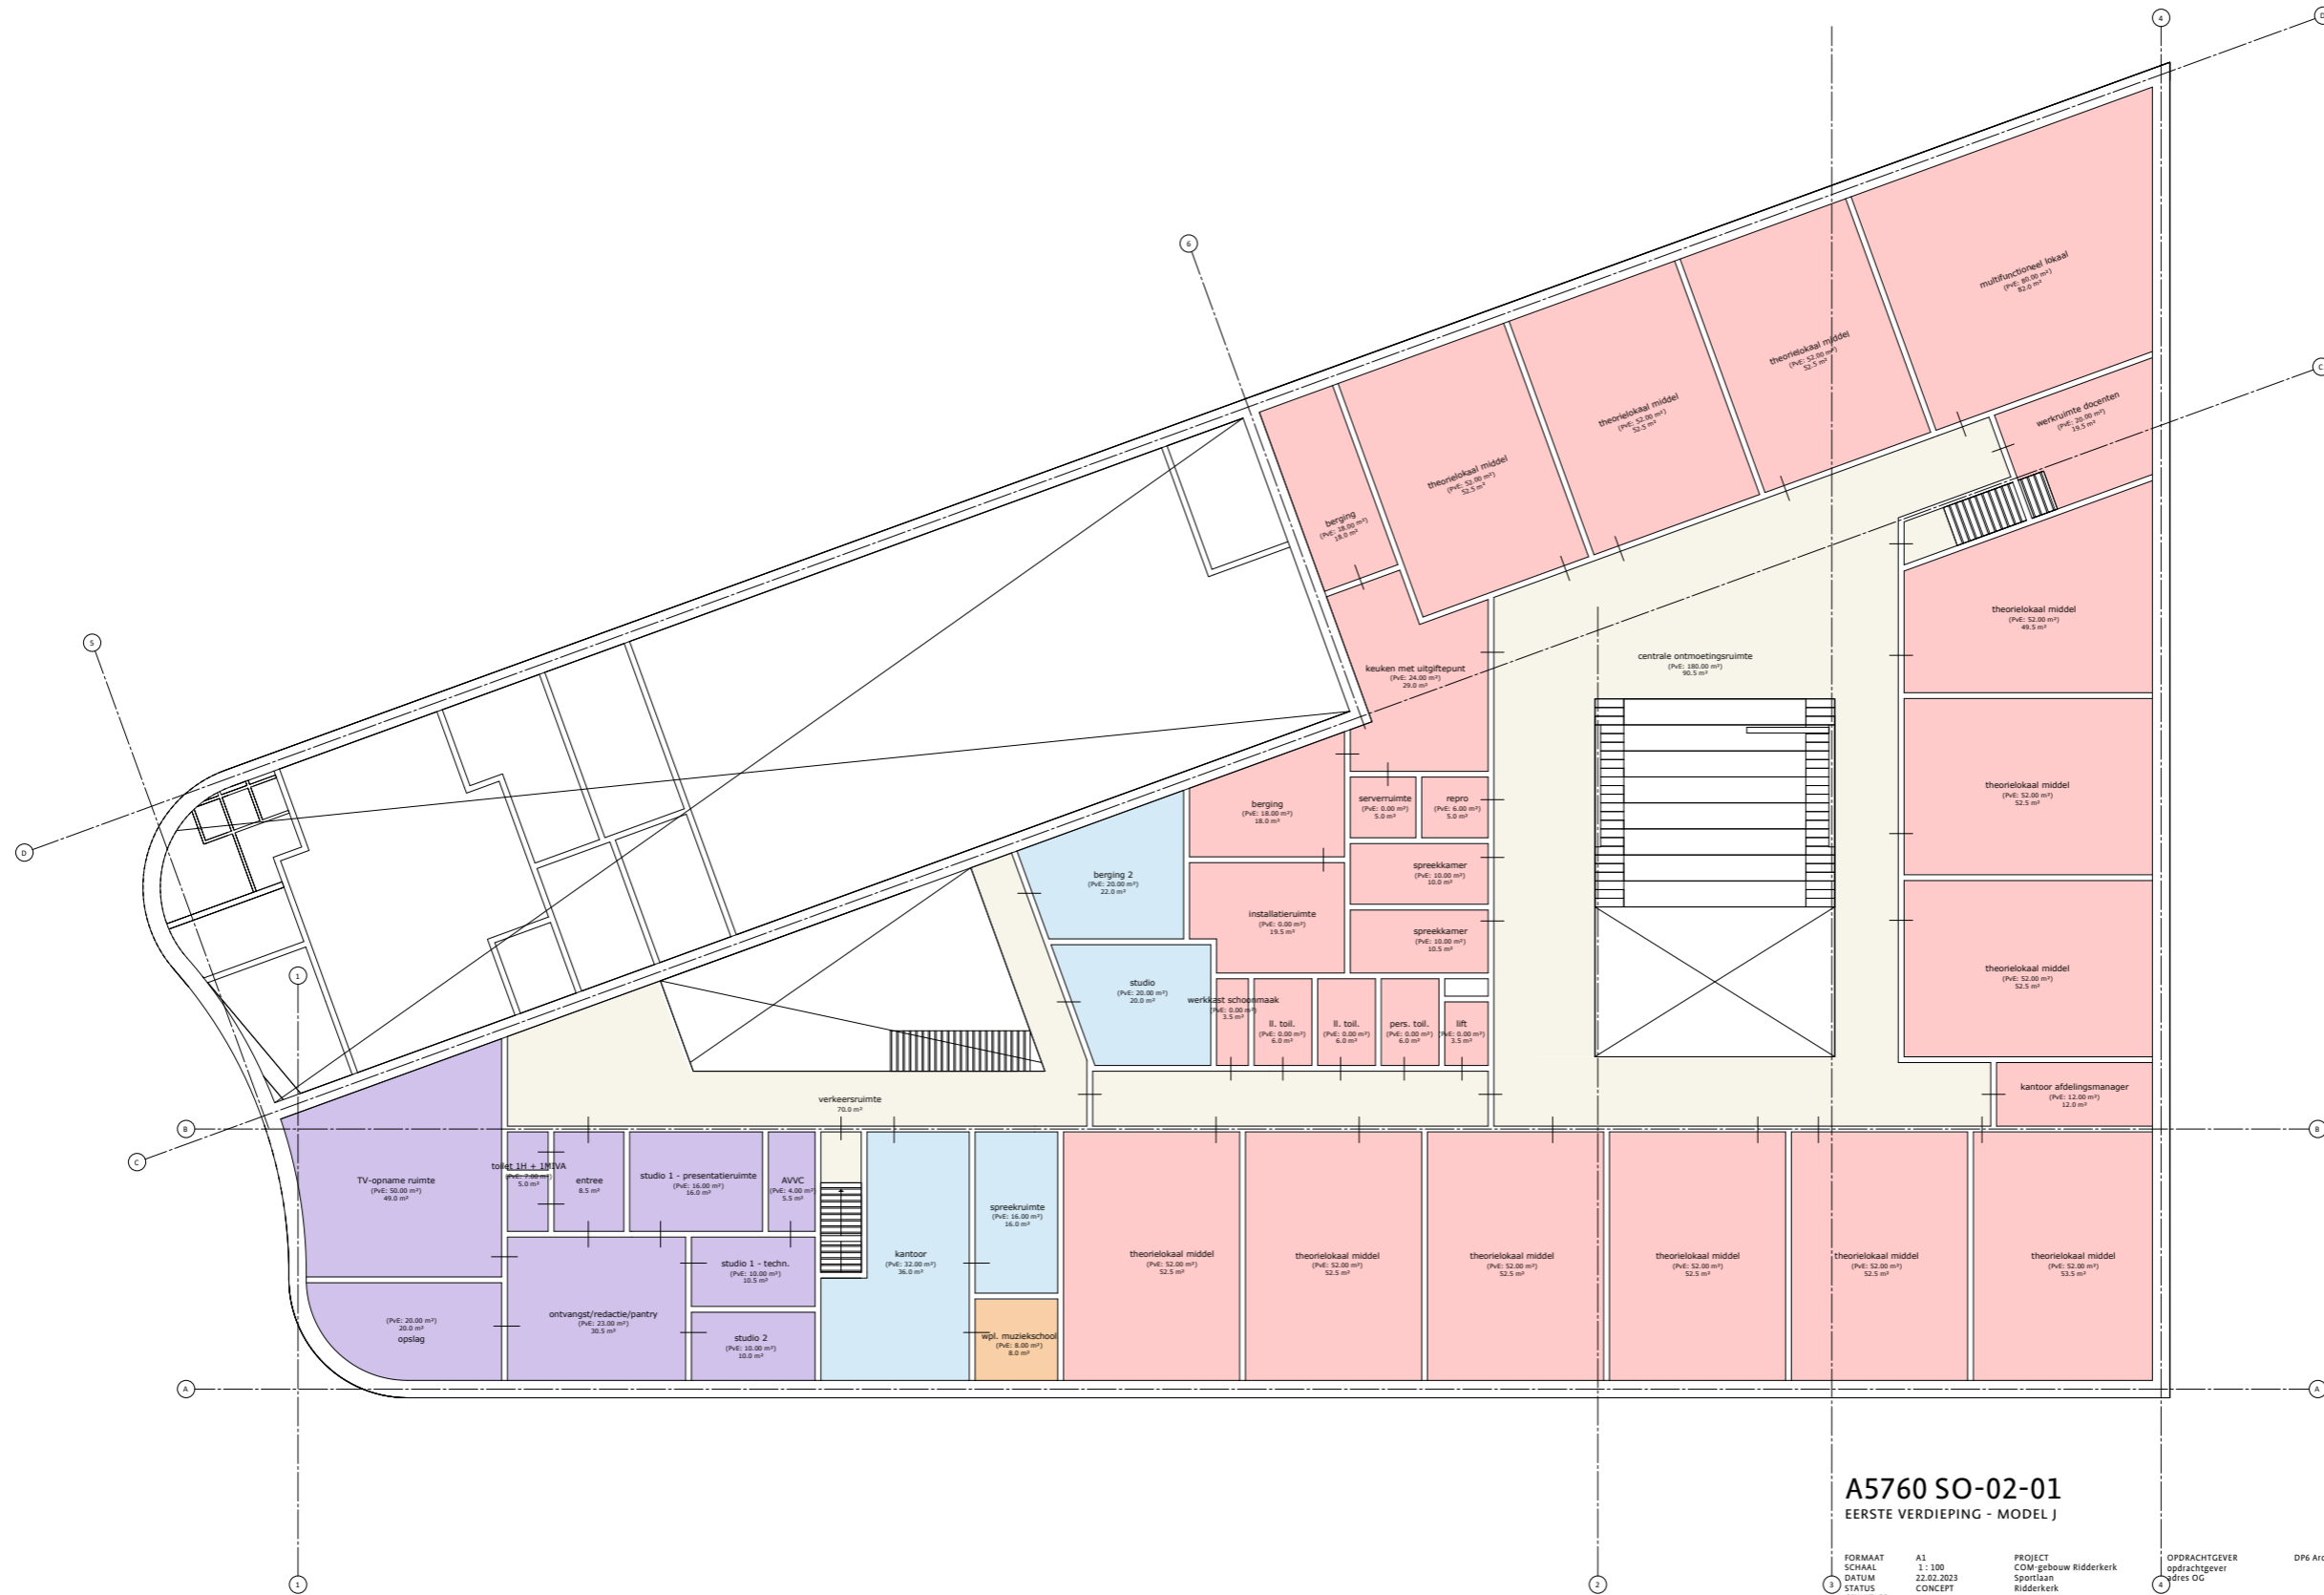 4
D
6
multifunctioneel lokaal
(PvE: 80.00 m²)
82.0 m²
theorielokaal middel
(PvE: 52.00 m²)
52.5 m²
C
theorielokaal middel
(PvE: 52.00 m²)
52.5 m²
werkruimte docenten
(PvE: 20.00 m²)
19.5 m²
theorielokaal middel
(PvE: 52.00 m²)
52.5 m²
berging
(PvE: 18.00 m²)
18.0 m²
5
theorielokaal middel
(PvE: 52.00 m²)
49.5 m²
centrale ontmoetingsruimte
(PvE: 180.00 m²)
90.5 m²
keuken met uitgiftepunt
(PvE: 24.00 m²)
29.0 m²
theorielokaal middel
(PvE: 52.00 m²)
52.5 m²
berging
(PvE: 18.00 m²)
18.0 m²
serverruimte
(PvE: 0.00 m²)
5.0 m²
repro
(PvE: 6.00 m²)
5.0 m²
D
berging 2
(PvE: 20.00 m²)
22.0 m²
spreekkamer
(PvE: 10.00 m²)
10.0 m²
installatieruimte
(PvE: 0.00 m²)
19.5 m²
spreekkamer
(PvE: 10.00 m²)
10.5 m²
theorielokaal middel
(PvE: 52.00 m²)
52.5 m²
1
studio
(PvE: 20.00 m²)
20.0 m²
werkkast schoonmaak
(PvE: 0.00 m²)
3.5 m²
ll. toil.
(PvE: 0.00 m²)
6.0 m²
ll. toil.
(PvE: 0.00 m²)
6.0 m²
pers. toil.
(PvE: 0.00 m²)
6.0 m²
lift
(PvE: 0.00 m²)
3.5 m²
kantoor afdelingsmanager
(PvE: 12.00 m²)
12.0 m²
verkeersruimte
70.0 m²
B
B
C
TV-opname ruimte
(PvE: 50.00 m²)
49.0 m²
toilet 1H + 1MIVA
(PvE: 7.00 m²)
5.0 m²
entree
8.5 m²
studio 1 - presentatieruimte
(PvE: 16.00 m²)
16.0 m²
AVVC
(PvE: 4.00 m²)
5.5 m²
spreekruimte
(PvE: 16.00 m²)
16.0 m²
kantoor
(PvE: 32.00 m²)
36.0 m²
theorielokaal middel
(PvE: 52.00 m²)
52.5 m²
theorielokaal middel
(PvE: 52.00 m²)
52.5 m²
theorielokaal middel
(PvE: 52.00 m²)
52.5 m²
theorielokaal middel
(PvE: 52.00 m²)
52.5 m²
theorielokaal middel
(PvE: 52.00 m²)
52.5 m²
theorielokaal middel
(PvE: 52.00 m²)
53.5 m²
studio 1 - techn.
(PvE: 10.00 m²)
10.5 m²
(PvE: 20.00 m²)
20.0 m²
opslag
ontvangst/redactie/pantry
(PvE: 23.00 m²)
30.5 m²
studio 2
(PvE: 10.00 m²)
10.0 m²
wpl. muziekschool
(PvE: 8.00 m²)
8.0 m²
A
A
A5760 SO-02-01
EERSTE VERDIEPING - MODEL J
FORMAAT A1 PROJECT OPDRACHTGEVER DP6 Arc
SCHAAL 1 : 100 COM-gebouw Ridderkerk opdrachtgever
DATUM 22.02.2023 Sportlaan adres OG
STATUS CONCEPT Ridderkerk
1
2
3
4